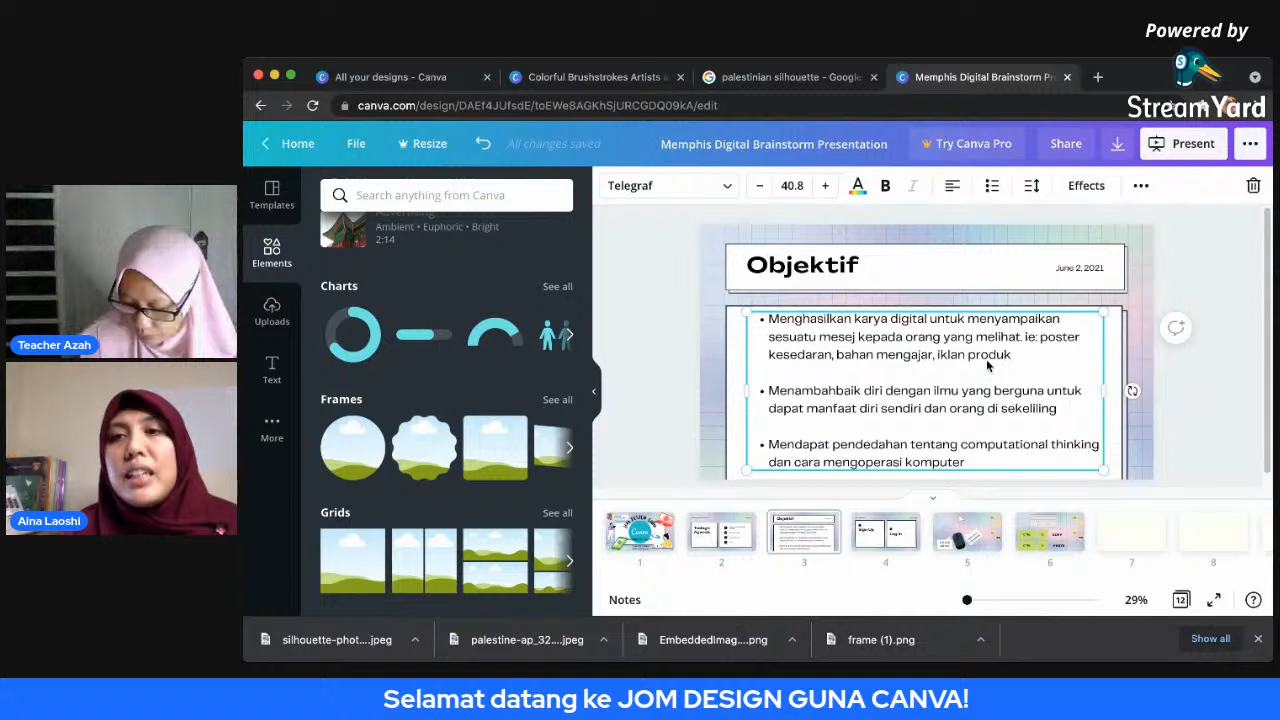 Powered by
StreamYard
All your designs - Canva
Colorful Brushstrokes Artists a
palestinian silhouette - Google
Memphis Digital Brainstorm Pr
canva.com/design/DAEf4JUfsdE/toEWe8AGKhSjURCGDQ09kA/edit
Home
File
Resize
All changes saved
Memphis Digital Brainstorm Presentation
Try Canva Pro
Share
Present
Templates
Elements
Uploads
Text
More
Search anything from Canva
Ambient • Euphoric • Bright
2:14
Charts
See all
Frames
See all
Grids
See all
Telegraf
– 40.8 +
A
B
I
Effects
Objektif
June 2, 2021
• Menghasilkan karya digital untuk menyampaikan
sesuatu mesej kepada orang yang melihat. ie: poster
kesedaran, bahan mengajar, iklan produk
• Menambahbaik diri dengan ilmu yang berguna untuk
dapat manfaat diri sendiri dan orang di sekeliling
• Mendapat pendedahan tentang computational thinking
dan cara mengoperasi komputer
1
2
3
4
5
6
7
8
Notes
29%
12
silhouette-phot....jpeg
palestine-ap_32....jpeg
EmbeddedImag....png
frame (1).png
Show all
Teacher Azah
Aina Laoshi
Selamat datang ke JOM DESIGN GUNA CANVA!